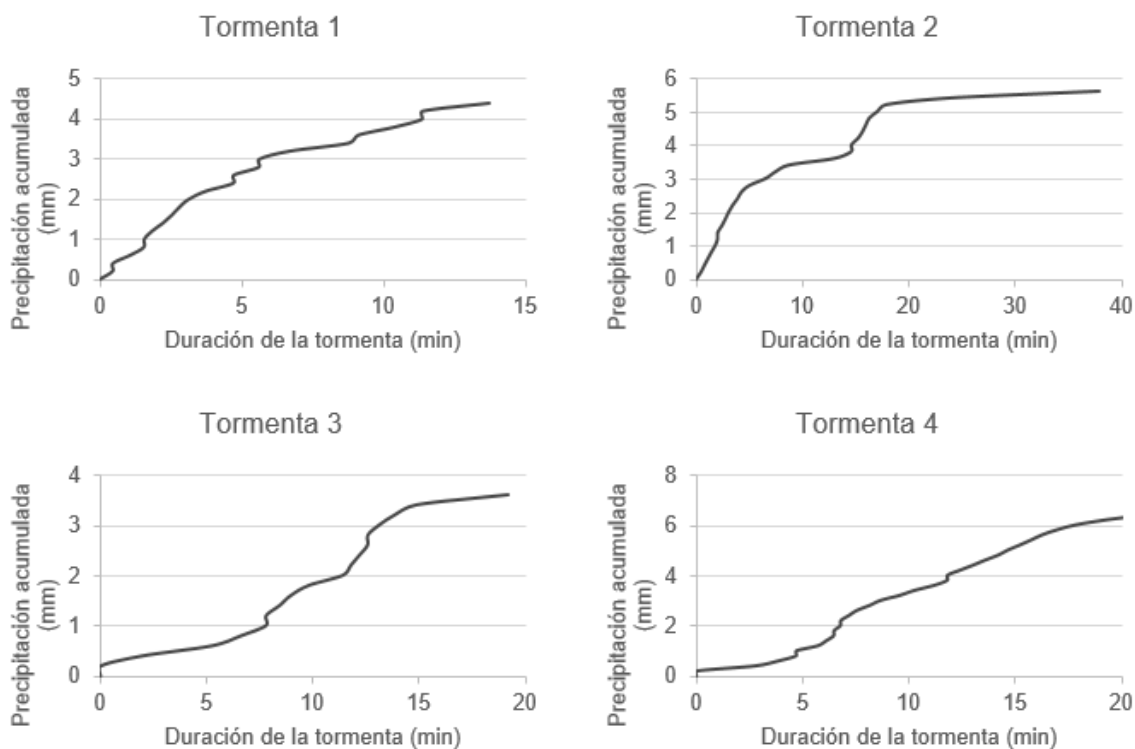 Tormenta 1
Precipitación acumulada
(mm)
5
4
3
2
1
0
0 5 10 15
Duración de la tormenta (min)
Tormenta 2
Precipitación acumulada
(mm)
6
5
4
3
2
1
0
0 10 20 30 40
Duración de la tormenta (min)
Tormenta 3
Precipitación acumulada
(mm)
4
3
2
1
0
0 5 10 15 20
Duración de la tormenta (min)
Tormenta 4
Precipitación acumulada
(mm)
8
6
4
2
0
0 5 10 15 20
Duración de la tormenta (min)